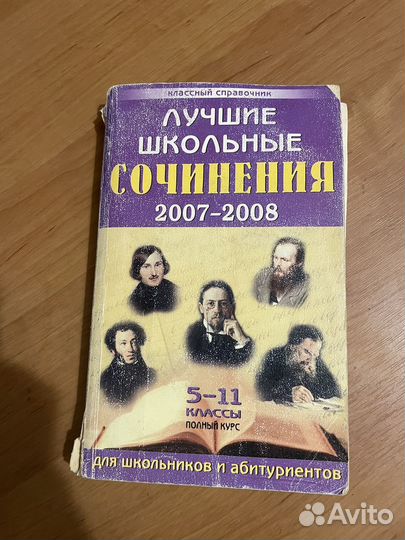 классный справочник
ЛУЧШИЕ
ШКОЛЬНЫЕ
СОЧИНЕНИЯ
2007-2008
5-11
КЛАССЫ
ПОЛНЫЙ КУРС
для школьников и абитуриентов
Avito